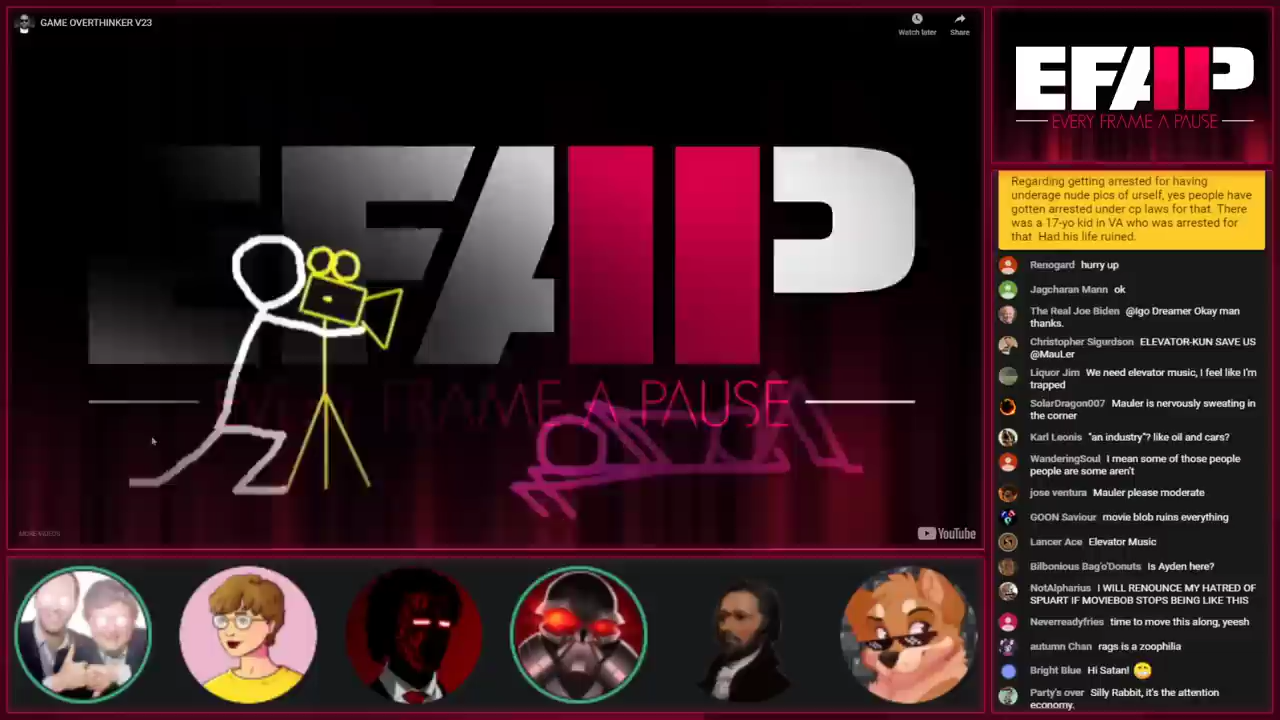 GAME OVERTHINKER V23
Watch later
Share
EFAP
EVERY FRAME A PAUSE
MORE VIDEOS
YouTube
EFAP
EVERY FRAME A PAUSE
Regarding getting arrested for having
underage nude pics of urself, yes people have
gotten arrested under cp laws for that. There
was a 17-yo kid in VA who was arrested for
that Had his life ruined.
Renogard hurry up
Jagcharan Mann ok
The Real Joe Biden @Igo Dreamer Okay man
thanks.
Christopher Sigurdson ELEVATOR-KUN SAVE US
@MauLer
Liquor Jim We need elevator music, I feel like I'm
trapped
SolarDragon007 Mauler is nervously sweating in
the corner
Karl Leonis "an industry"? like oil and cars?
WanderingSoul I mean some of those people
people are some aren't
jose ventura Mauler please moderate
GOON Saviour movie blob ruins everything
Lancer Ace Elevator Music
Bilbonious Bag'o'Donuts Is Ayden here?
NotAlpharius I WILL RENOUNCE MY HATRED OF
SPUART IF MOVIEBOB STOPS BEING LIKE THIS
Neverreadyfries time to move this along, yeesh
autumn Chan rags is a zoophilia
Bright Blue Hi Satan! 😁
Party's over Silly Rabbit, it's the attention
economy.